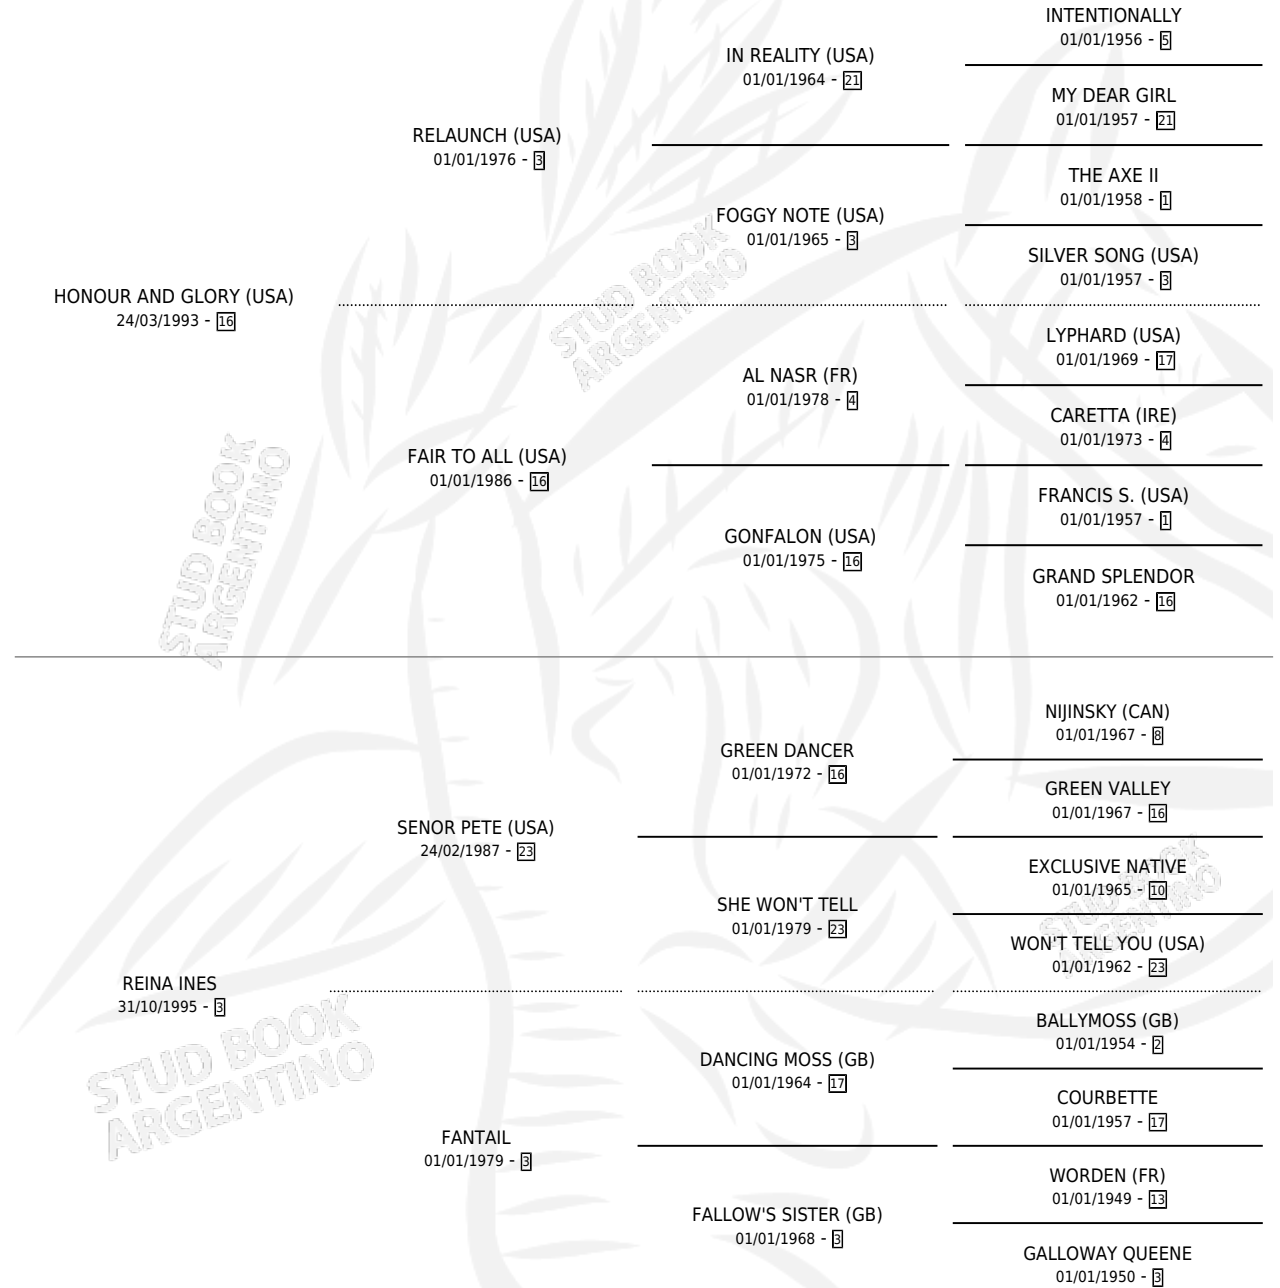 INTENTIONALLY
01/01/1956 - 5
IN REALITY (USA)
01/01/1964 - 21
MY DEAR GIRL
01/01/1957 - 21
RELAUNCH (USA)
01/01/1976 - 3
THE AXE II
01/01/1958 - 1
FOGGY NOTE (USA)
01/01/1965 - 3
SILVER SONG (USA)
01/01/1957 - 3
HONOUR AND GLORY (USA)
24/03/1993 - 16
STUD BOOK
ARGENTINO
LYPHARD (USA)
01/01/1969 - 17
AL NASR (FR)
01/01/1978 - 4
CARETTA (IRE)
01/01/1973 - 4
FAIR TO ALL (USA)
01/01/1986 - 16
FRANCIS S. (USA)
01/01/1957 - 1
GONFALON (USA)
01/01/1975 - 16
GRAND SPLENDOR
01/01/1962 - 16
STUD BOOK
ARGENTINO
NIJINSKY (CAN)
01/01/1967 - 8
GREEN DANCER
01/01/1972 - 16
GREEN VALLEY
01/01/1967 - 16
SENOR PETE (USA)
24/02/1987 - 23
EXCLUSIVE NATIVE
01/01/1965 - 10
SHE WON'T TELL
01/01/1979 - 23
WON'T TELL YOU (USA)
01/01/1962 - 23
STUD BOOK
ARGENTINO
REINA INES
31/10/1995 - 3
BALLYMOSS (GB)
01/01/1954 - 2
DANCING MOSS (GB)
01/01/1964 - 17
COURBETTE
01/01/1957 - 17
STUD BOOK
ARGENTINO
FANTAIL
01/01/1979 - 3
WORDEN (FR)
01/01/1949 - 13
FALLOW'S SISTER (GB)
01/01/1968 - 3
GALLOWAY QUEENE
01/01/1950 - 3